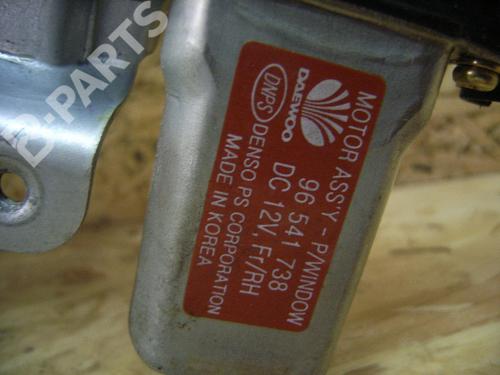 MOTOR ASS'Y - P/WINDOW
DAEWOO
96 541 738
DC 12V, Fr/RH
DNPS DENSO PS CORPORATION
MADE IN KOREA
B-PARTS